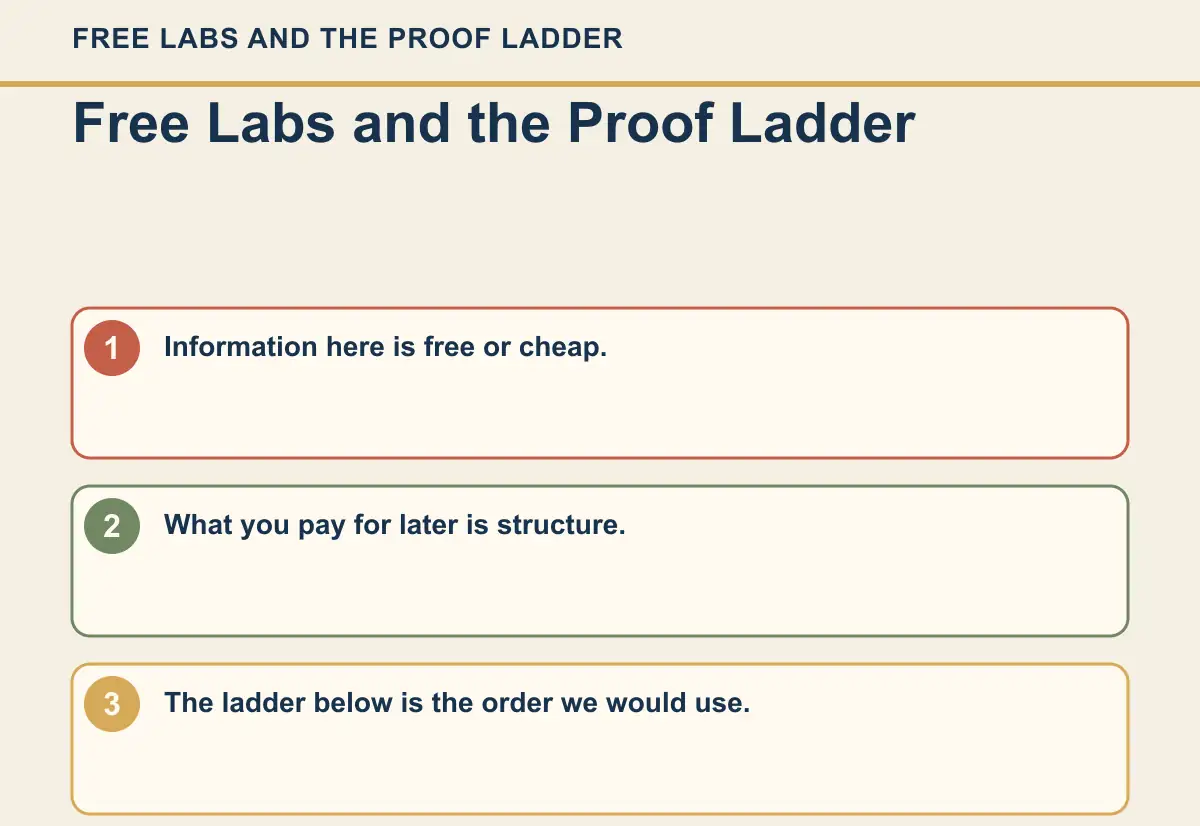 FREE LABS AND THE PROOF LADDER
Free Labs and the Proof Ladder
1 Information here is free or cheap.
2 What you pay for later is structure.
3 The ladder below is the order we would use.